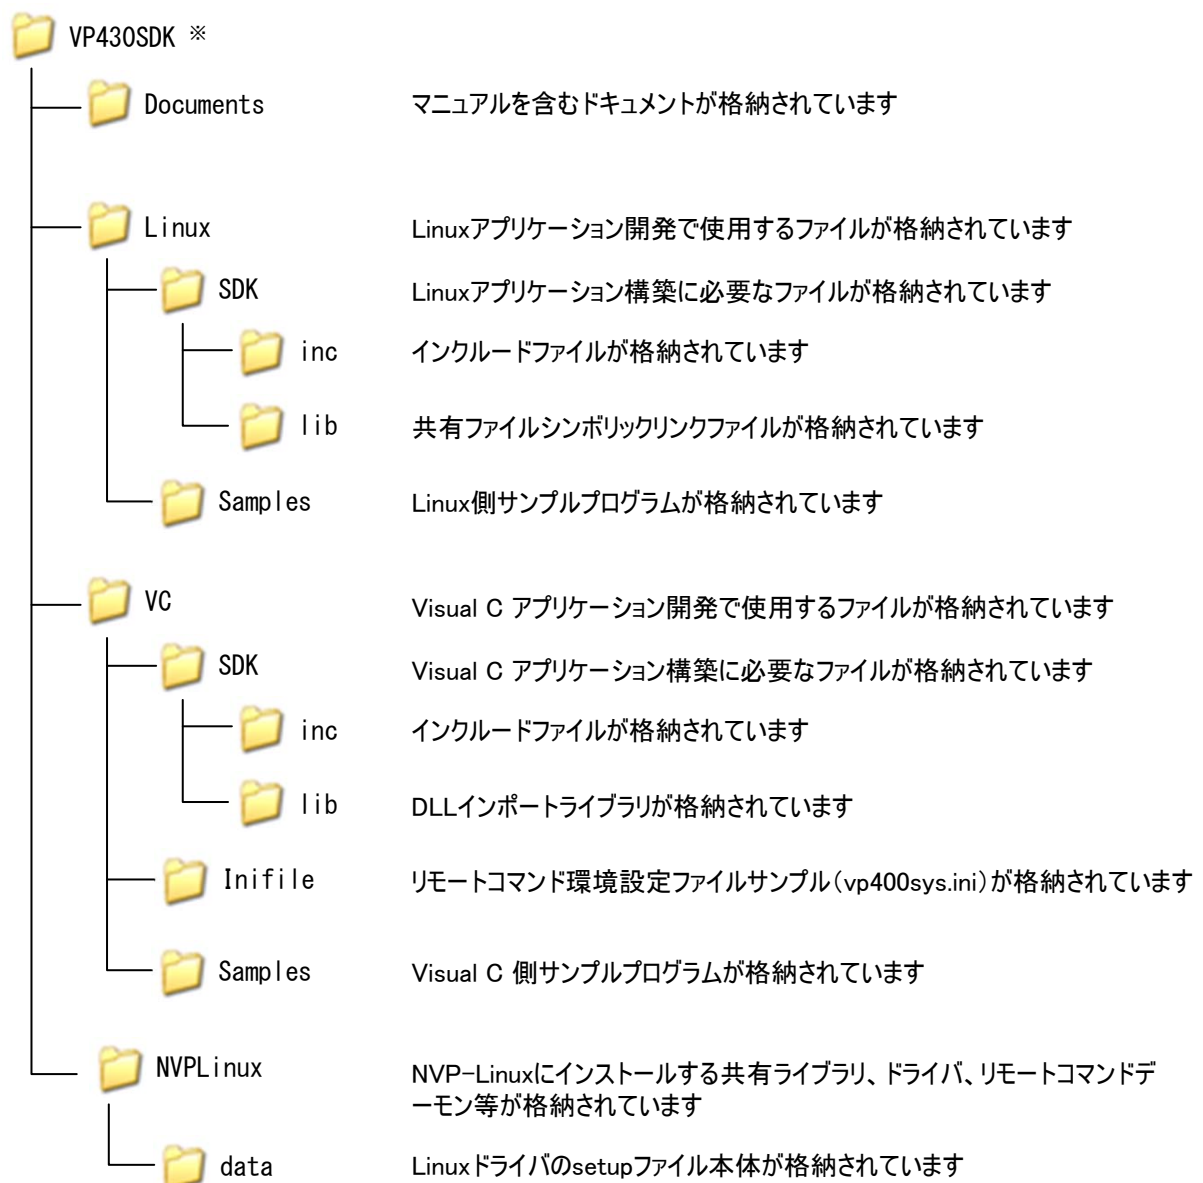 VP430SDK ※
Documents マニュアルを含むドキュメントが格納されています
Linux Linuxアプリケーション開発で使用するファイルが格納されています
SDK Linuxアプリケーション構築に必要なファイルが格納されています
inc インクルードファイルが格納されています
lib 共有ファイルシンボリックリンクファイルが格納されています
Samples Linux側サンプルプログラムが格納されています
VC Visual C アプリケーション開発で使用するファイルが格納されています
SDK Visual C アプリケーション構築に必要なファイルが格納されています
inc インクルードファイルが格納されています
lib DLLインポートライブラリが格納されています
Inifile リモートコマンド環境設定ファイルサンプル(vp400sys.ini)が格納されています
Samples Visual C 側サンプルプログラムが格納されています
NVPLinux NVP-Linuxにインストールする共有ライブラリ、ドライバ、リモートコマンドデ
ーモン等が格納されています
data Linuxドライバのsetupファイル本体が格納されています